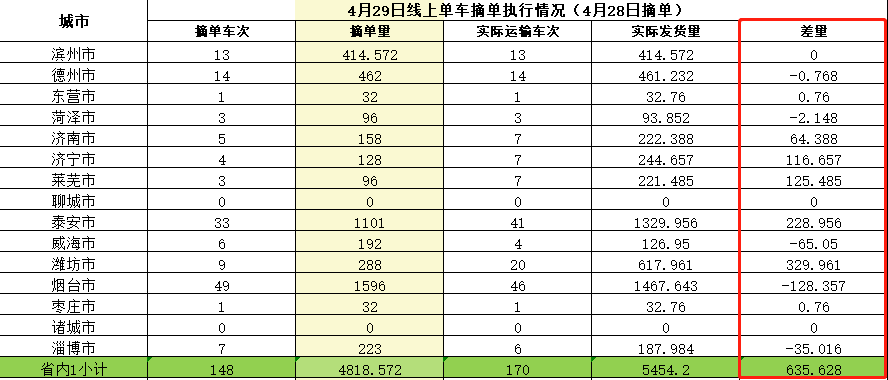 城市 4月29日线上单车摘单执行情况（4月28日摘单）
摘单车次 摘单量 实际运输车次 实际发货量 差量
滨州市 13 414.572 13 414.572 0
德州市 14 462 14 461.232 -0.768
东营市 1 32 1 32.76 0.76
菏泽市 3 96 3 93.852 -2.148
济南市 5 158 7 222.388 64.388
济宁市 4 128 7 244.657 116.657
莱芜市 3 96 7 221.485 125.485
聊城市 0 0 0 0 0
泰安市 33 1101 41 1329.956 228.956
威海市 6 192 4 126.95 -65.05
潍坊市 9 288 20 617.961 329.961
烟台市 49 1596 46 1467.643 -128.357
枣庄市 1 32 1 32.76 0.76
诸城市 0 0 0 0 0
淄博市 7 223 6 187.984 -35.016
省内1小计 148 4818.572 170 5454.2 635.628